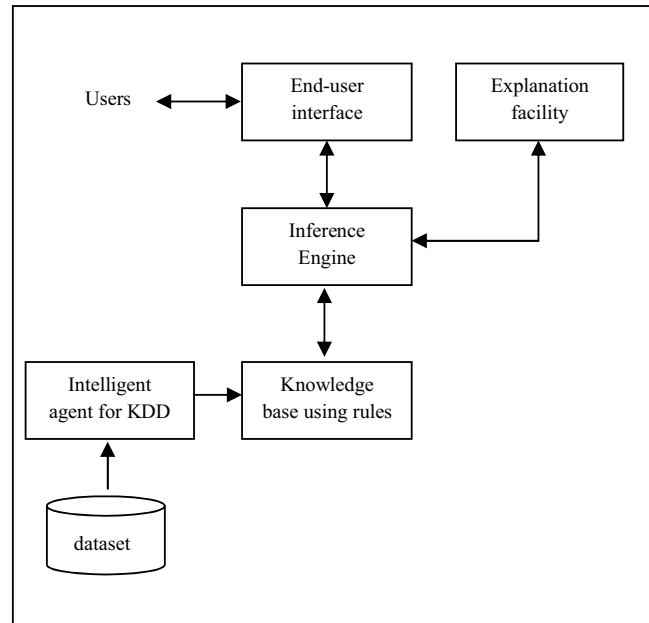 Users
End-user
interface
Explanation
facility
Inference
Engine
Intelligent
agent for KDD
Knowledge
base using rules
dataset